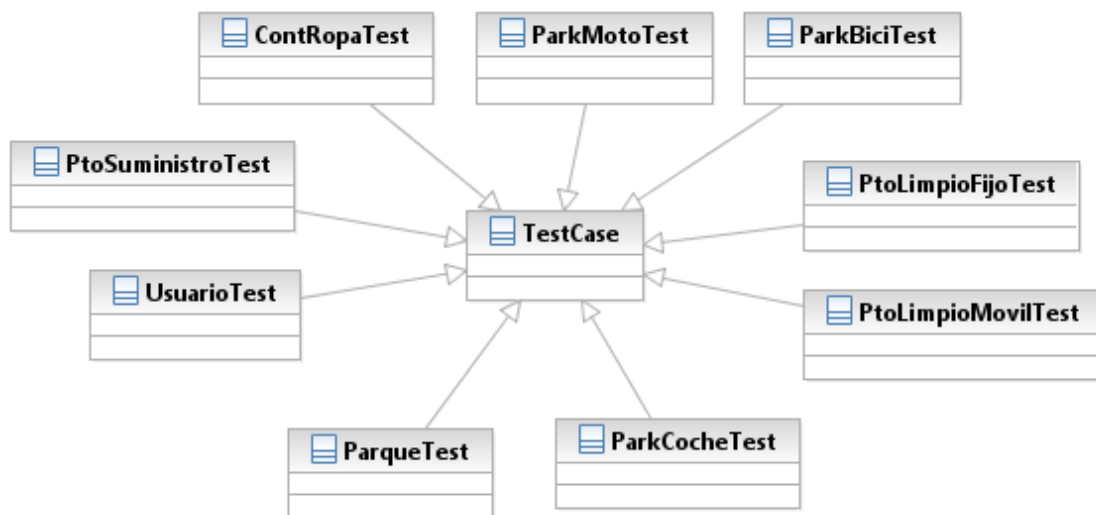 ContRopaTest
ParkMotoTest
ParkBiciTest
PtoSuministroTest
PtoLimpioFijoTest
TestCase
UsuarioTest
PtoLimpioMovilTest
ParqueTest
ParkCocheTest